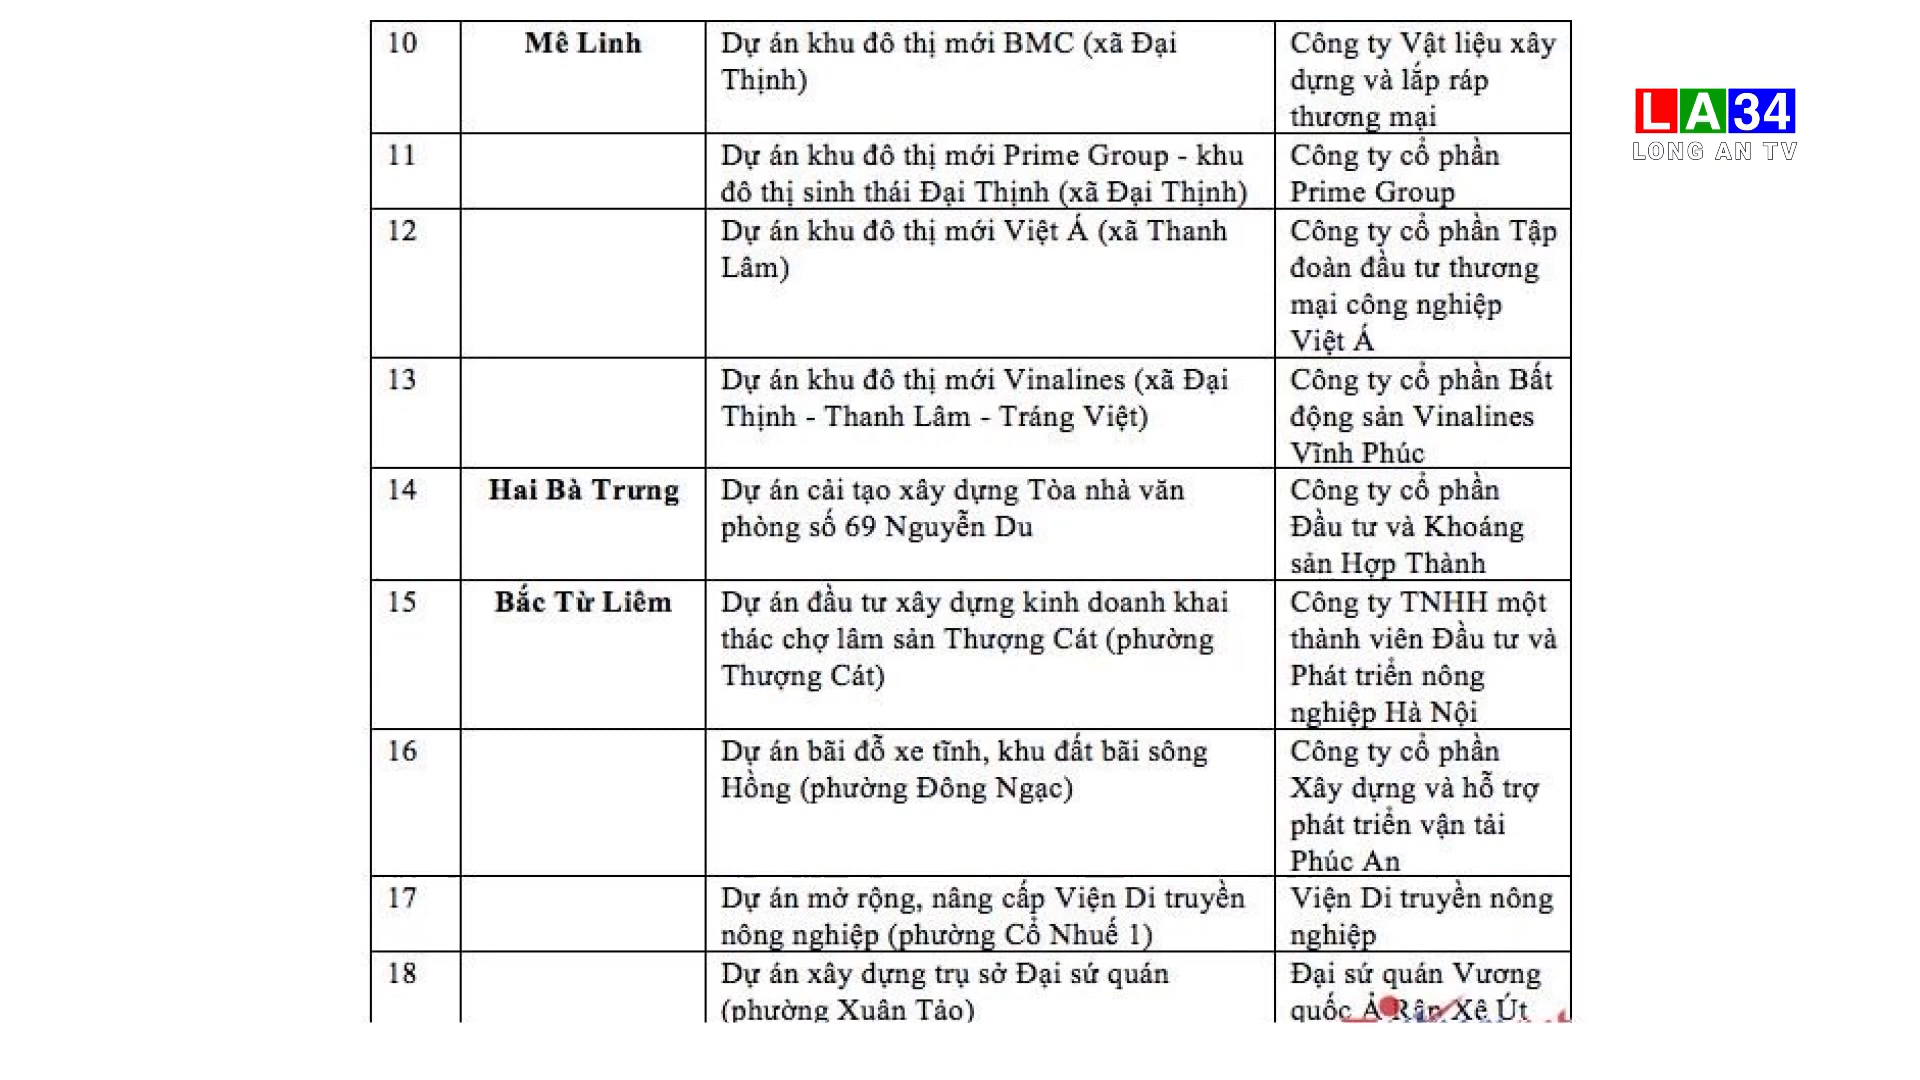 10
Mê Linh
Dự án khu đô thị mới BMC (xã Đại
Thịnh)
Công ty Vật liệu xây
dựng và lắp ráp
thương mại
11
Dự án khu đô thị mới Prime Group - khu
đô thị sinh thái Đại Thịnh (xã Đại Thịnh)
Công ty cổ phần
Prime Group
12
Dự án khu đô thị mới Việt Á (xã Thanh
Lâm)
Công ty cổ phần Tập
đoàn đầu tư thương
mại công nghiệp
Việt Á
13
Dự án khu đô thị mới Vinalines (xã Đại
Thịnh - Thanh Lâm - Tráng Việt)
Công ty cổ phần Bất
động sản Vinalines
Vĩnh Phúc
14
Hai Bà Trưng
Dự án cải tạo xây dựng Tòa nhà văn
phòng số 69 Nguyễn Du
Công ty cổ phần
Đầu tư và Khoáng
sản Hợp Thành
15
Bắc Từ Liêm
Dự án đầu tư xây dựng kinh doanh khai
thác chợ lâm sản Thượng Cát (phường
Thượng Cát)
Công ty TNHH một
thành viên Đầu tư và
Phát triển nông
nghiệp Hà Nội
16
Dự án bãi đỗ xe tĩnh, khu đất bãi sông
Hồng (phường Đông Ngạc)
Công ty cổ phần
Xây dựng và hỗ trợ
phát triển vận tải
Phúc An
17
Dự án mở rộng, nâng cấp Viện Di truyền
nông nghiệp (phường Cổ Nhuế 1)
Viện Di truyền nông
nghiệp
18
Dự án xây dựng trụ sở Đại sứ quán
(phường Xuân Tảo)
Đại sứ quán Vương
quốc Ả Rập Xê Út
LA34
LONG AN TV